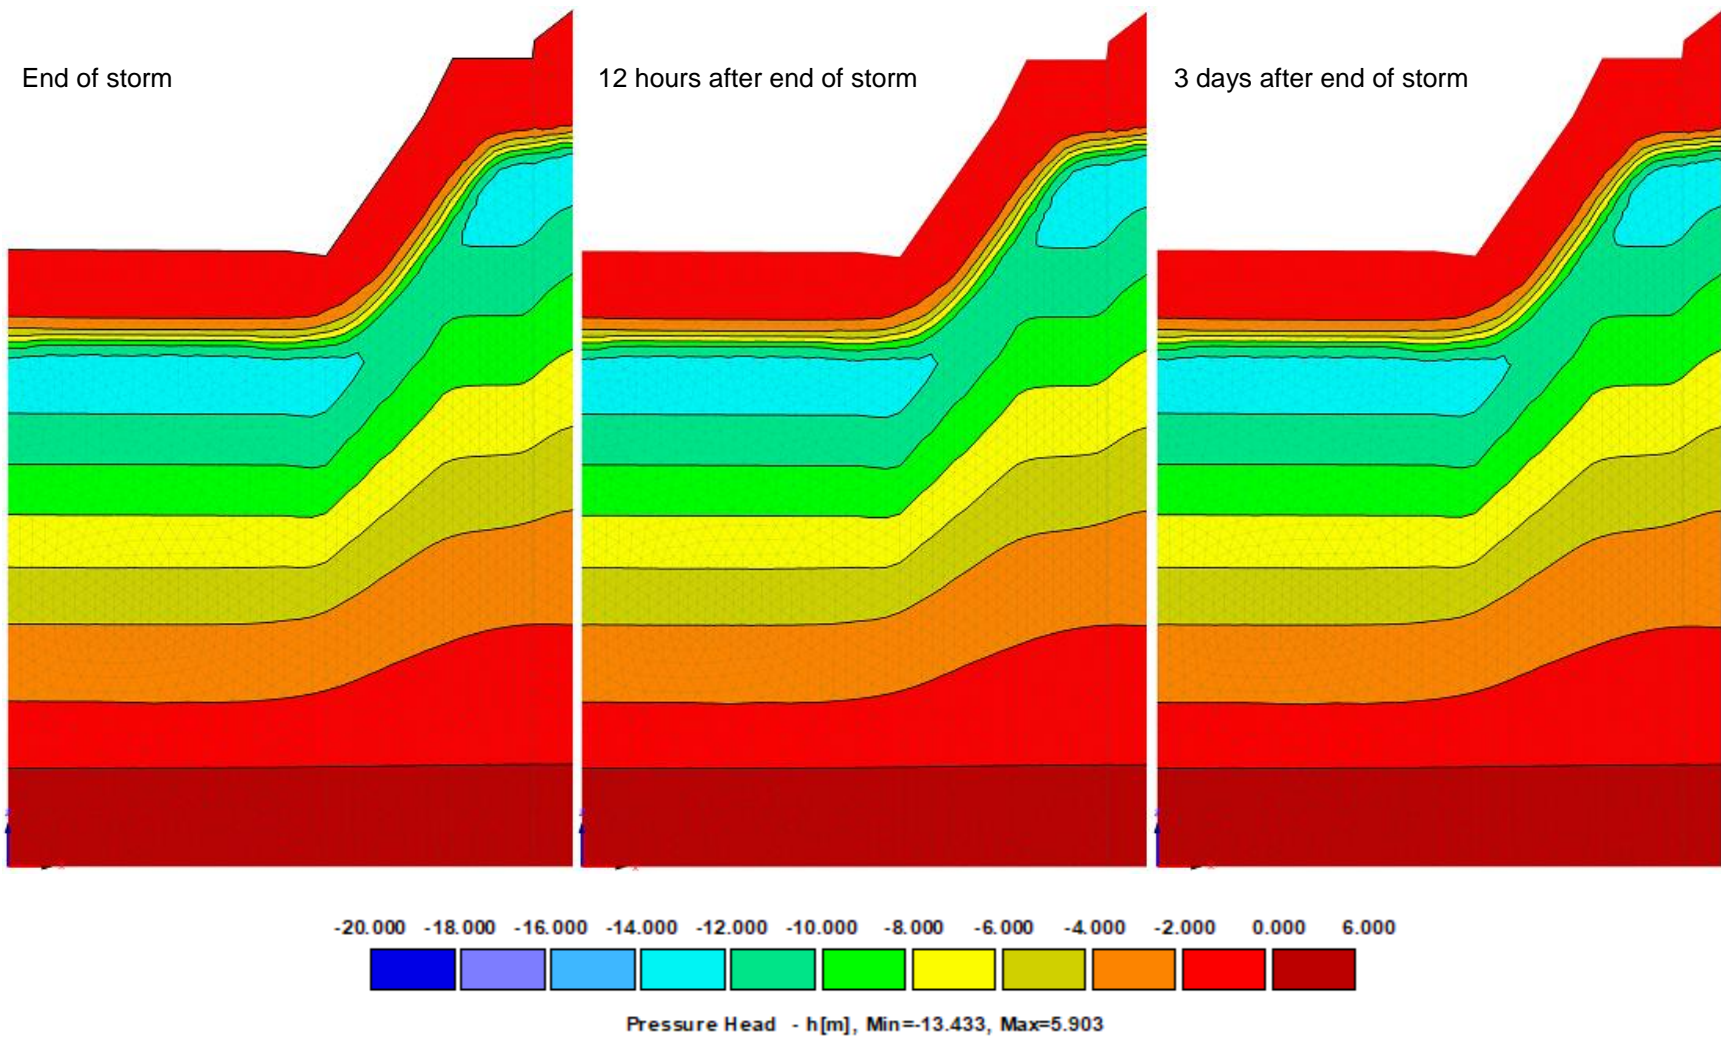 End of storm
12 hours after end of storm
3 days after end of storm
-20.000 -18.000 -16.000 -14.000 -12.000 -10.000 -8.000 -6.000 -4.000 -2.000 0.000 6.000
Pressure Head - h[m], Min=-13.433, Max=5.903